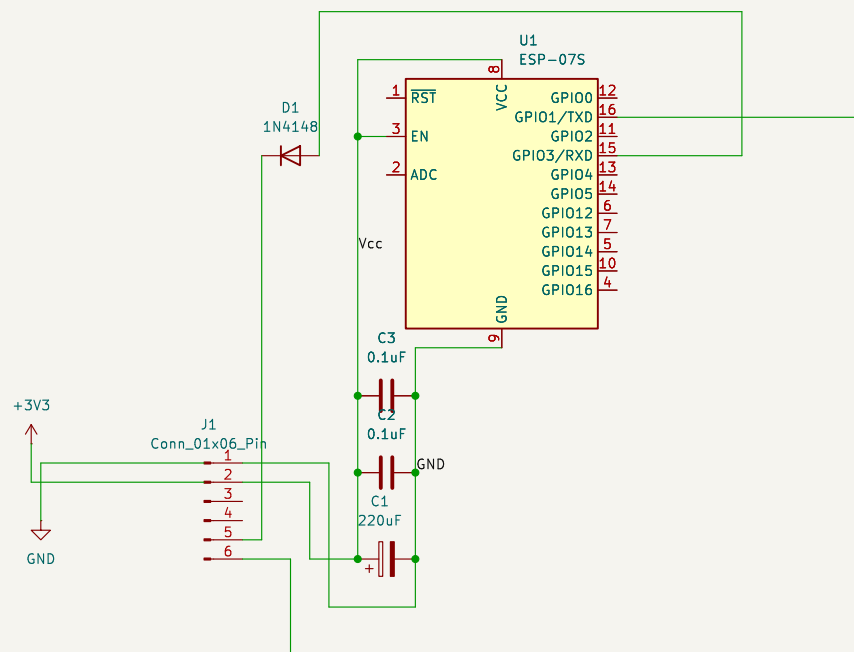 U1
ESP-07S
8
VCC
1
RST
3
EN
2
ADC
GPIO0
12
GPIO1/TXD
16
GPIO2
11
GPIO3/RXD
15
GPIO4
13
GPIO5
14
GPIO12
6
GPIO13
7
GPIO14
5
GPIO15
10
GPIO16
4
GND
9
D1
1N4148
Vcc
C3
0.1uF
C2
0.1uF
GND
C1
220uF
+
+3V3
GND
J1
Conn_01x06_Pin
1
2
3
4
5
6